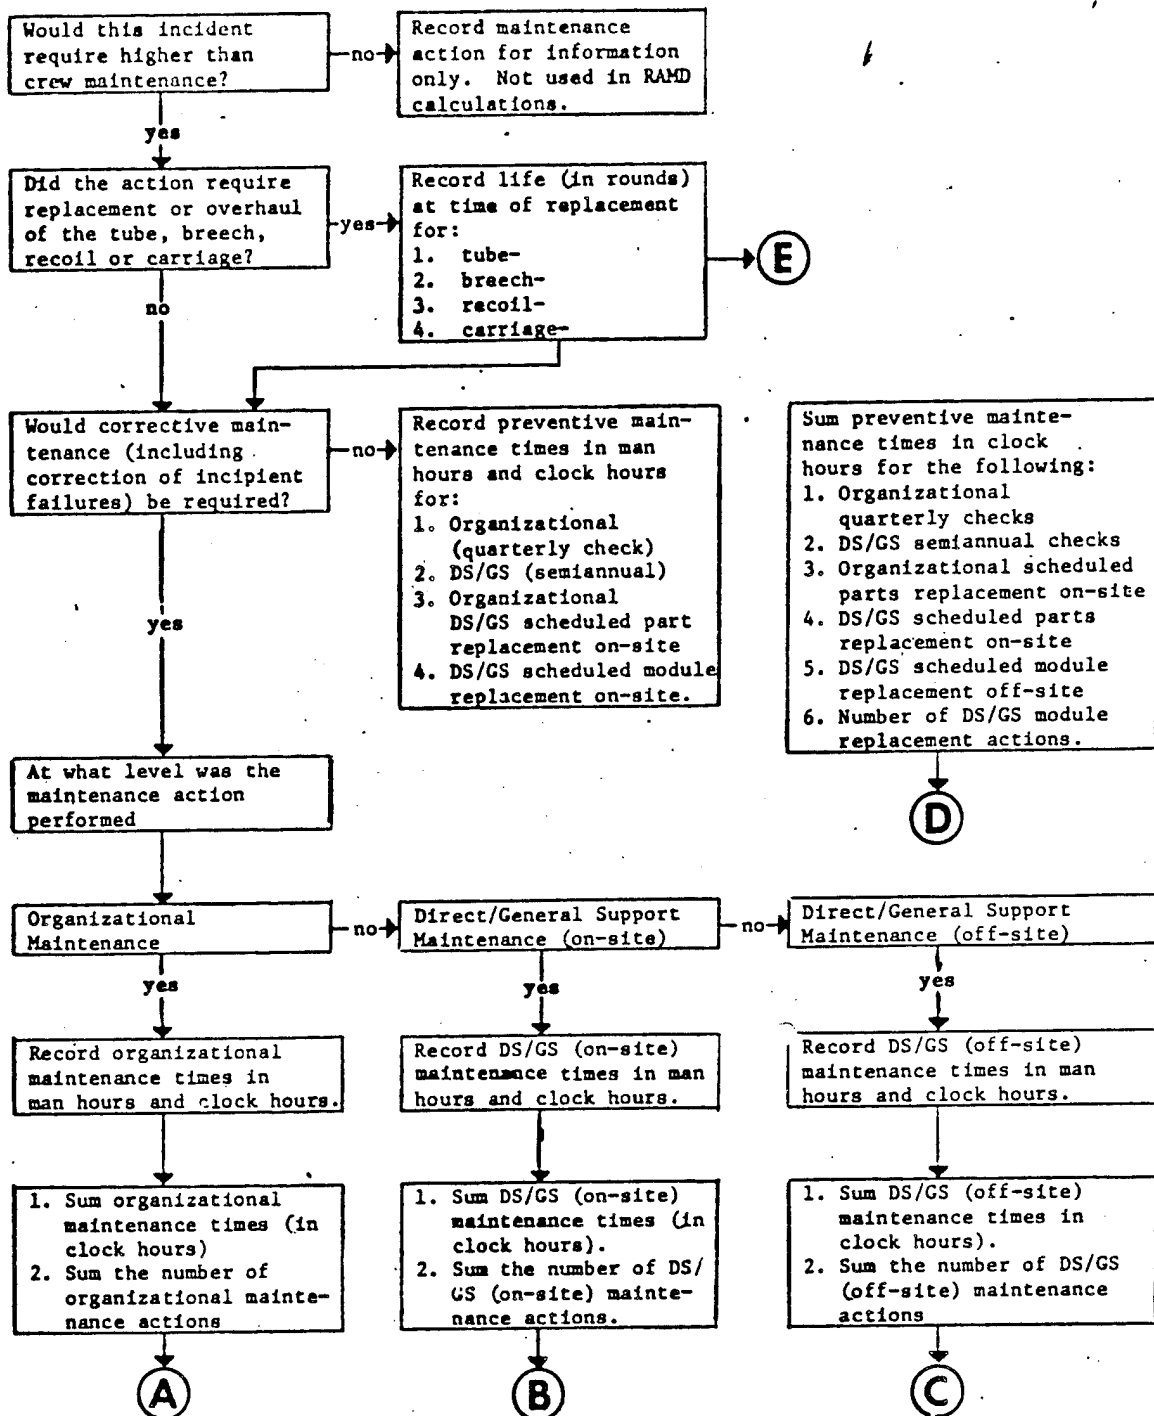 Would this incident
require higher than
crew maintenance?
no
Record maintenance
action for information
only. Not used in RAMD
calculations.
yes
Did the action require
replacement or overhaul
of the tube, breech,
recoil or carriage?
yes
Record life (in rounds)
at time of replacement
for:
1. tube-
2. breech-
3. recoil-
4. carriage-
E
no
Would corrective main-
tenance (including
correction of incipient
failures) be required?
no
Record preventive main-
tenance times in man
hours and clock hours
for:
1. Organizational
(quarterly check)
2. DS/GS (semiannual)
3. Organizational
DS/GS scheduled part
replacement on-site
4. DS/GS scheduled module
replacement on-site.
Sum preventive mainte-
nance times in clock
hours for the following:
1. Organizational
quarterly checks
2. DS/GS semiannual checks
3. Organizational scheduled
parts replacement on-site
4. DS/GS scheduled parts
replacement on-site
5. DS/GS scheduled module
replacement off-site
6. Number of DS/GS module
replacement actions.
D
yes
At what level was the
maintenance action
performed
Organizational
Maintenance
no
Direct/General Support
Maintenance (on-site)
no
Direct/General Support
Maintenance (off-site)
yes
yes
yes
Record organizational
maintenance times in
man hours and clock hours.
Record DS/GS (on-site)
maintenance times in man
hours and clock hours.
Record DS/GS (off-site)
maintenance times in man
hours and clock hours.
1. Sum organizational
maintenance times (in
clock hours)
2. Sum the number of
organizational mainte-
nance actions
1. Sum DS/GS (on-site)
maintenance times (in
clock hours).
2. Sum the number of DS/
GS (on-site) mainte-
nance actions.
1. Sum DS/GS (off-site)
maintenance times in
clock hours).
2. Sum the number of DS/GS
(off-site) maintenance
actions
A
B
C